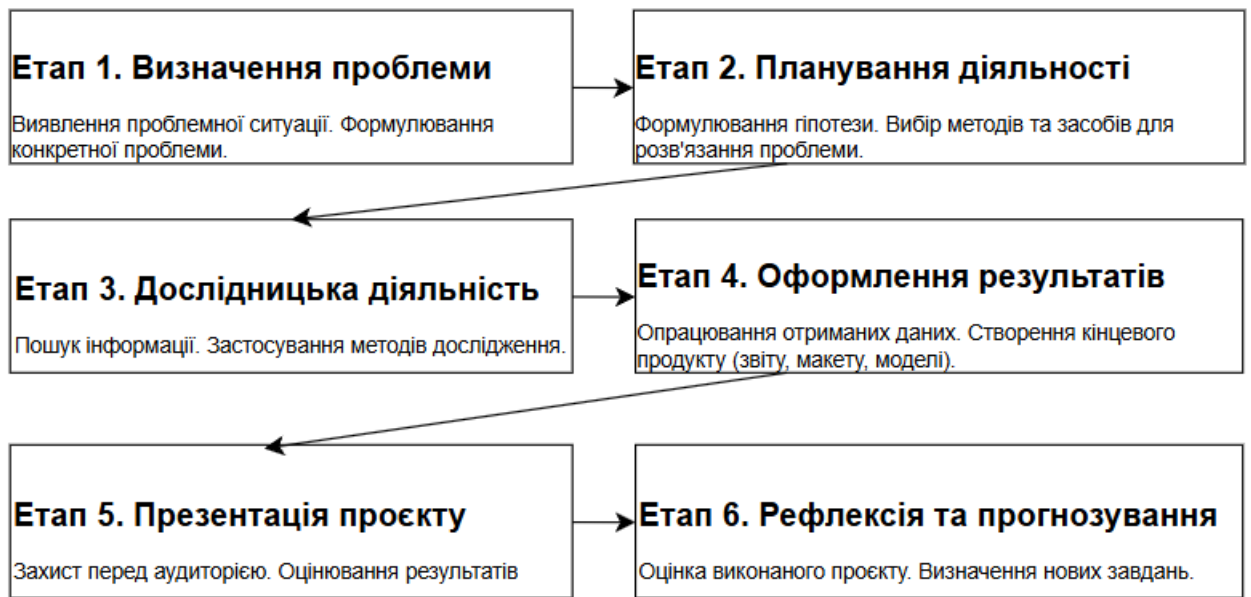 Етап 1. Визначення проблеми
Виявлення проблемної ситуації. Формулювання
конкретної проблеми.
Етап 2. Планування діяльності
Формулювання гіпотези. Вибір методів та засобів для
розв'язання проблеми.
Етап 3. Дослідницька діяльність
Пошук інформації. Застосування методів дослідження.
Етап 4. Оформлення результатів
Опрацювання отриманих даних. Створення кінцевого
продукту (звіту, макету, моделі).
Етап 5. Презентація проєкту
Захист перед аудиторією. Оцінювання результатів
Етап 6. Рефлексія та прогнозування
Оцінка виконаного проєкту. Визначення нових завдань.